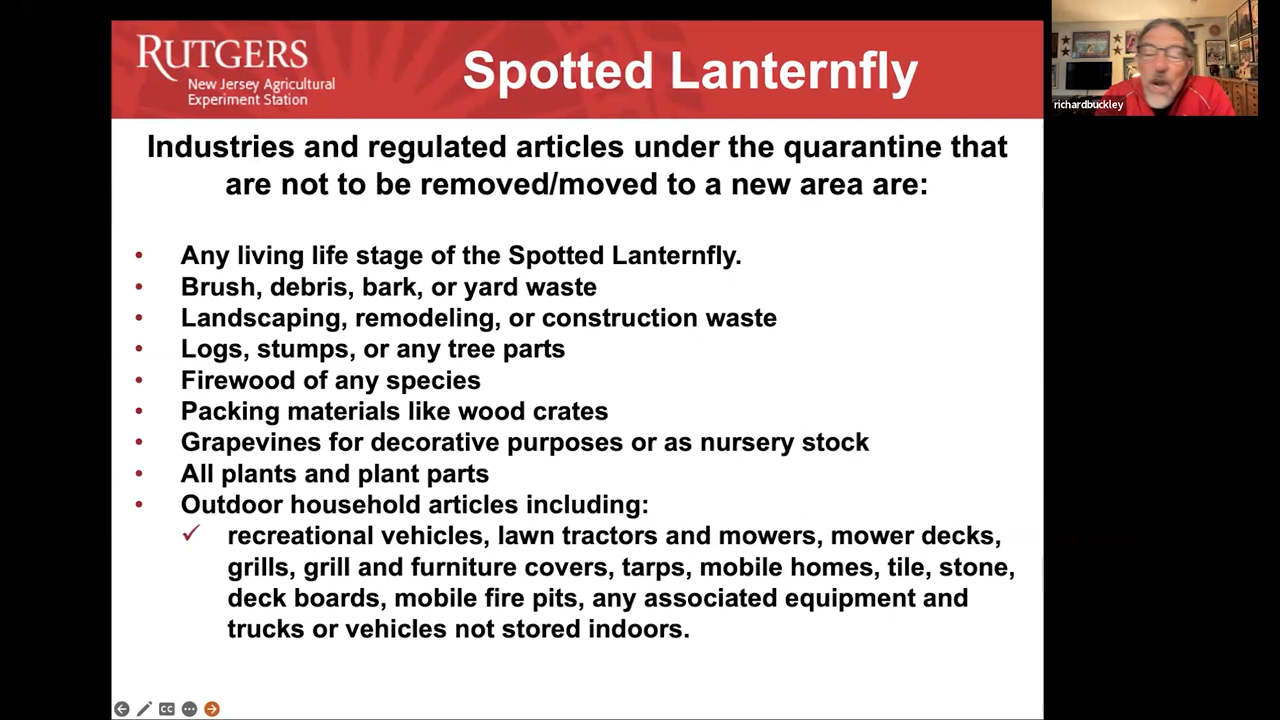 RUTGERS
New Jersey Agricultural
Experiment Station
Spotted Lanternfly
richardbuckley
Industries and regulated articles under the quarantine that
are not to be removed/moved to a new area are:
• Any living life stage of the Spotted Lanternfly.
• Brush, debris, bark, or yard waste
• Landscaping, remodeling, or construction waste
• Logs, stumps, or any tree parts
• Firewood of any species
• Packing materials like wood crates
• Grapevines for decorative purposes or as nursery stock
• All plants and plant parts
• Outdoor household articles including:
✓ recreational vehicles, lawn tractors and mowers, mower decks,
grills, grill and furniture covers, tarps, mobile homes, tile, stone,
deck boards, mobile fire pits, any associated equipment and
trucks or vehicles not stored indoors.
CC